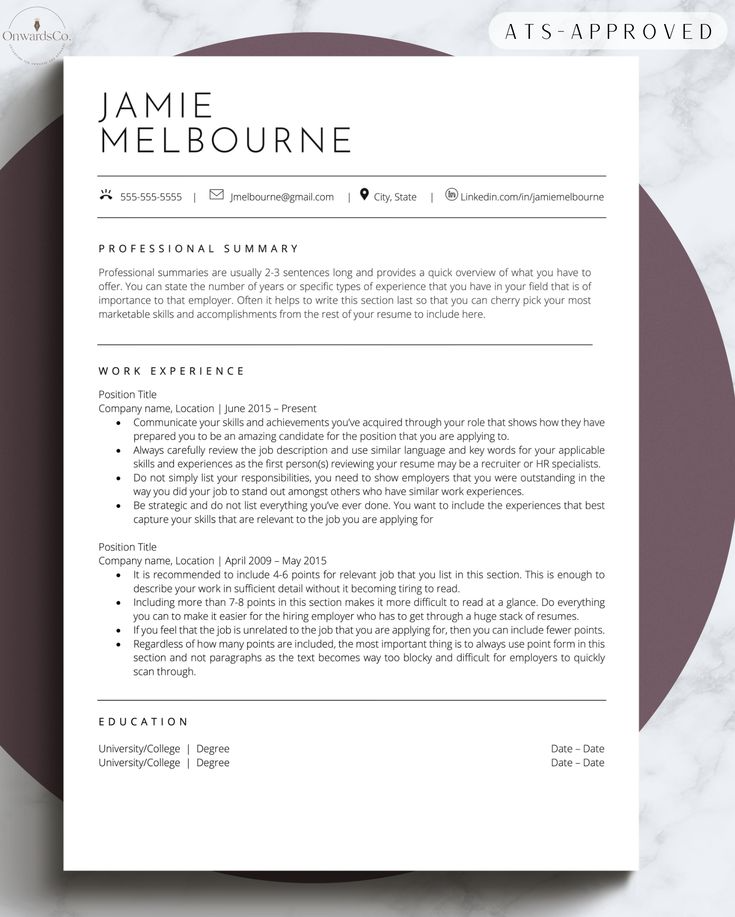 OnwardsCo.
ATS-APPROVED
JAMIE
MELBOURNE
555-555-5555 | Jmelbourne@gmail.com | City, State | in Linkedin.com/in/jamiemelbourne
PROFESSIONAL SUMMARY
Professional summaries are usually 2-3 sentences long and provides a quick overview of what you have to
offer. You can state the number of years or specific types of experience that you have in your field that is of
importance to that employer. Often it helps to write this section last so that you can cherry pick your most
marketable skills and accomplishments from the rest of your resume to include here.
WORK EXPERIENCE
Position Title
Company name, Location | June 2015 – Present
• Communicate your skills and achievements you’ve acquired through your role that shows how they have
prepared you to be an amazing candidate for the position that you are applying to.
• Always carefully review the job description and use similar language and key words for your applicable
skills and experiences as the first person(s) reviewing your resume may be a recruiter or HR specialists.
• Do not simply list your responsibilities, you need to show employers that you were outstanding in the
way you did your job to stand out amongst others who have similar work experiences.
• Be strategic and do not list everything you’ve ever done. You want to include the experiences that best
capture your skills that are relevant to the job you are applying for
Position Title
Company name, Location | April 2009 – May 2015
• It is recommended to include 4-6 points for relevant job that you list in this section. This is enough to
describe your work in sufficient detail without it becoming tiring to read.
• Including more than 7-8 points in this section makes it more difficult to read at a glance. Do everything
you can to make it easier for the hiring employer who has to get through a huge stack of resumes.
• If you feel that the job is unrelated to the job that you are applying for, then you can include fewer points.
• Regardless of how many points are included, the most important thing is to always use point form in this
section and not paragraphs as the text becomes way too blocky and difficult for employers to quickly
scan through.
EDUCATION
University/College | Degree Date – Date
University/College | Degree Date – Date